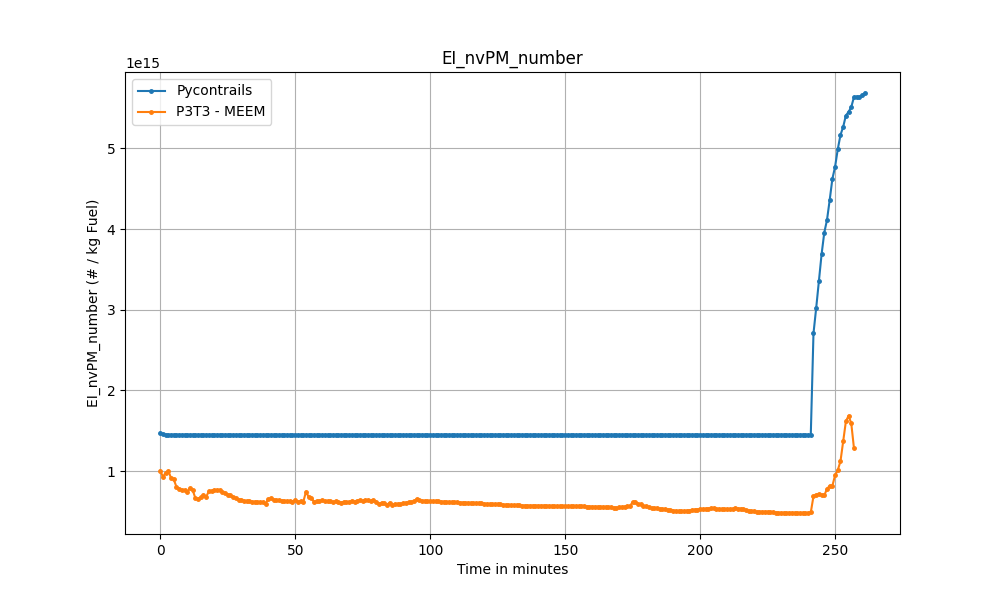 EI_nvPM_number
1e15
Pycontrails
P3T3 - MEEM
EI_nvPM_number (# / kg Fuel)
5
4
3
2
1
0 50 100 150 200 250
Time in minutes